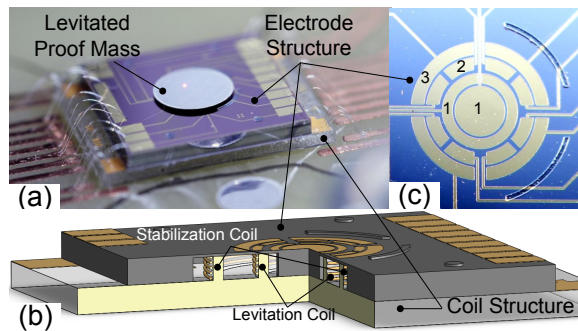 Levitated
Proof Mass
Electrode
Structure
(a)
3
2
1
1
(c)
Stabilization Coil
Levitation Coil
(b)
Coil Structure